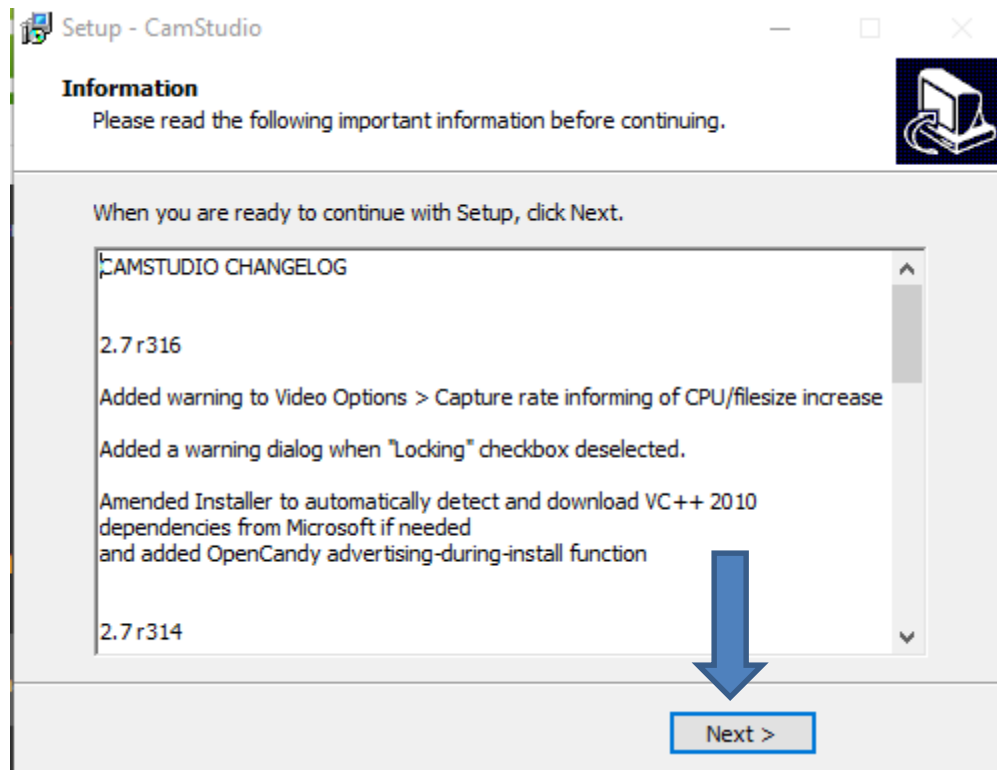 Setup - CamStudio
Information
Please read the following important information before continuing.
When you are ready to continue with Setup, click Next.
CAMSTUDIO CHANGELOG
2.7 r316
Added warning to Video Options > Capture rate informing of CPU/filesize increase
Added a warning dialog when "Locking" checkbox deselected.
Amended Installer to automatically detect and download VC++ 2010
dependencies from Microsoft if needed
and added OpenCandy advertising-during-install function
2.7 r314
Next >